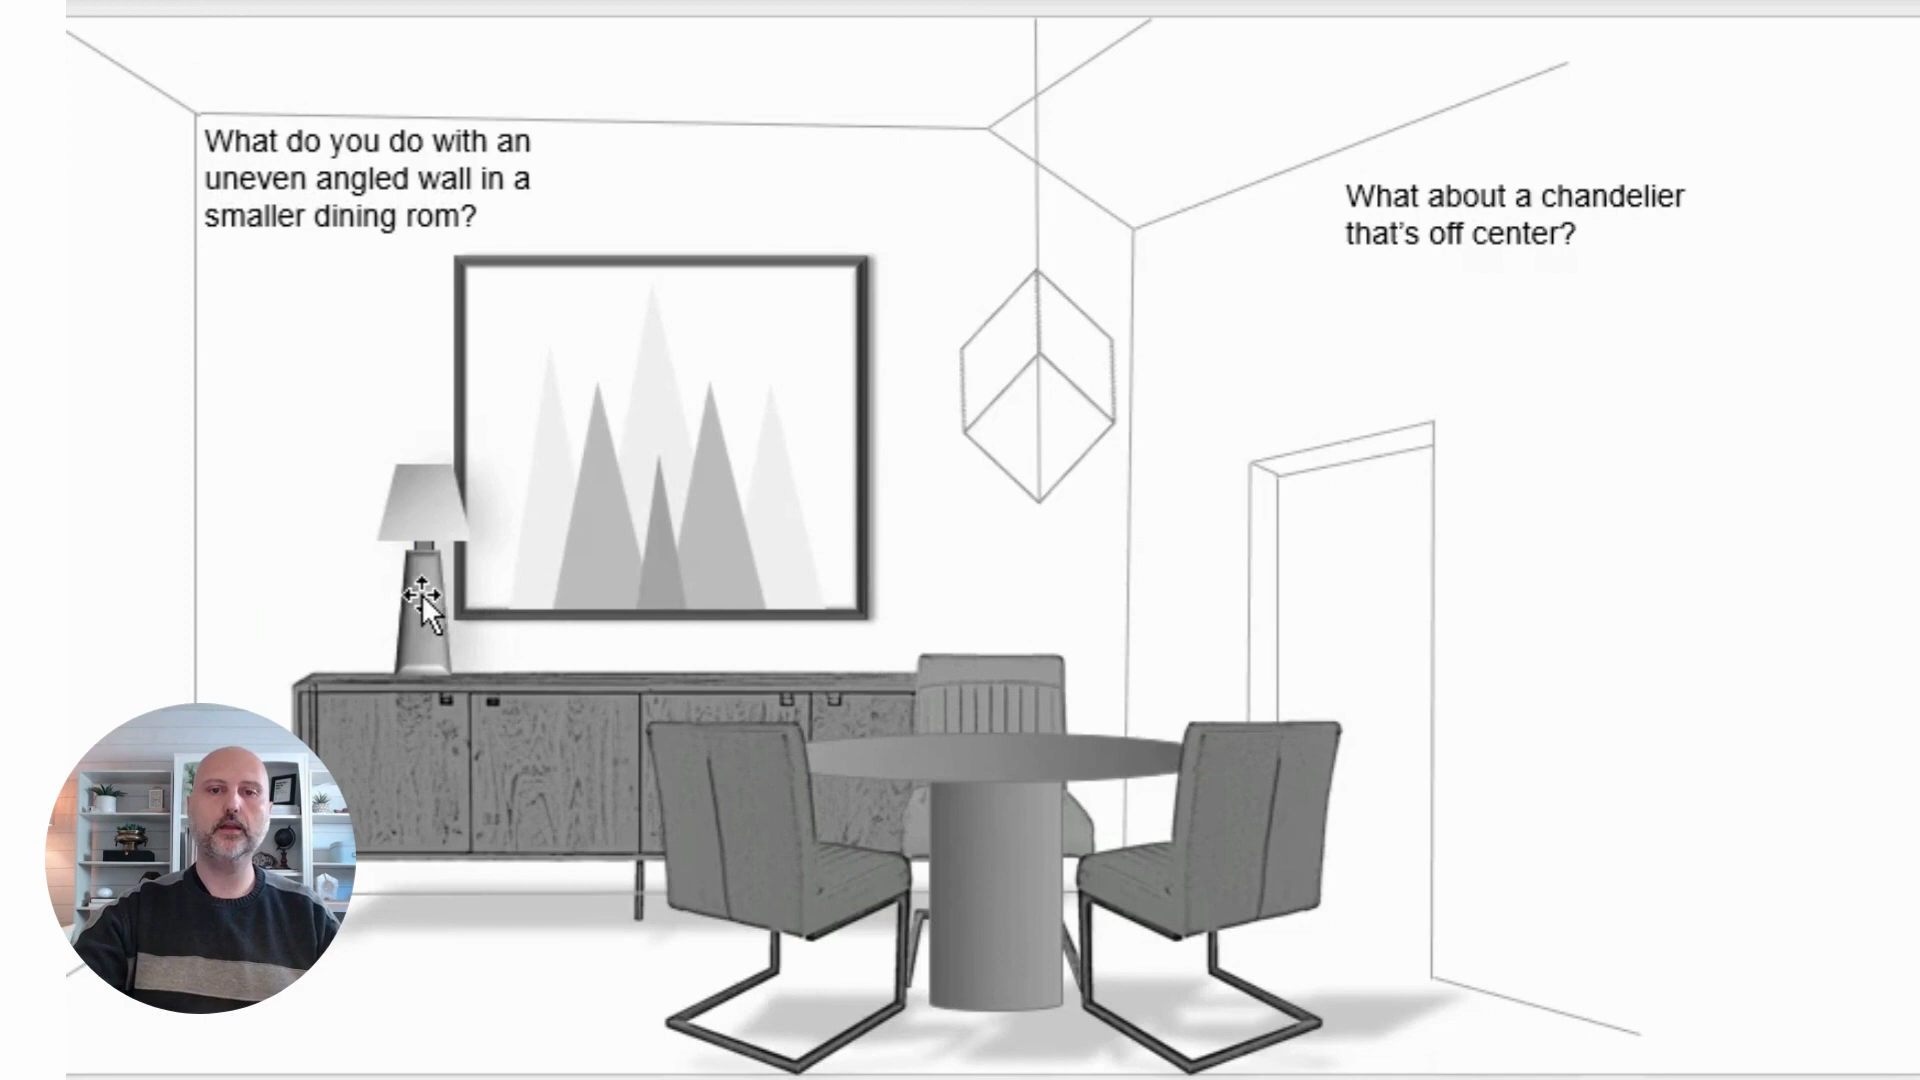 What do you do with an
uneven angled wall in a
smaller dining rom?
What about a chandelier
that's off center?